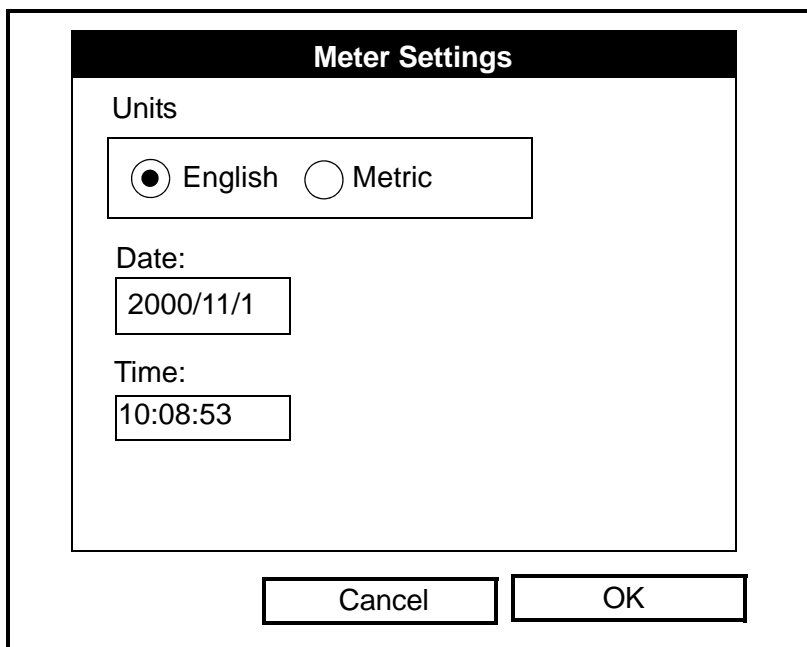 Meter Settings
Units
English Metric
Date:
2000/11/1
Time:
10:08:53
Cancel OK